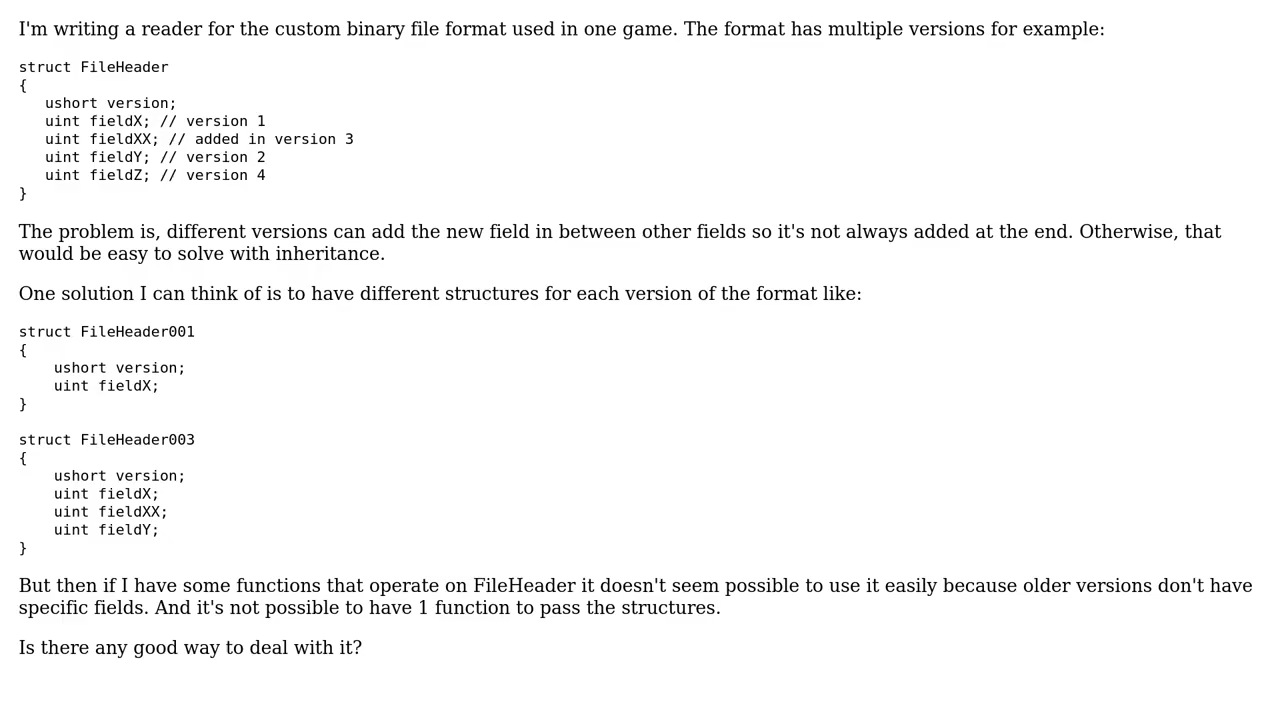 I'm writing a reader for the custom binary file format used in one game. The format has multiple versions for example:
struct FileHeader
{
   ushort version;
   uint fieldX; // version 1
   uint fieldXX; // added in version 3
   uint fieldY; // version 2
   uint fieldZ; // version 4
}
The problem is, different versions can add the new field in between other fields so it's not always added at the end. Otherwise, that
would be easy to solve with inheritance.
One solution I can think of is to have different structures for each version of the format like:
struct FileHeader001
{
    ushort version;
    uint fieldX;
}
struct FileHeader003
{
    ushort version;
    uint fieldX;
    uint fieldXX;
    uint fieldY;
}
But then if I have some functions that operate on FileHeader it doesn't seem possible to use it easily because older versions don't have
specific fields. And it's not possible to have 1 function to pass the structures.
Is there any good way to deal with it?